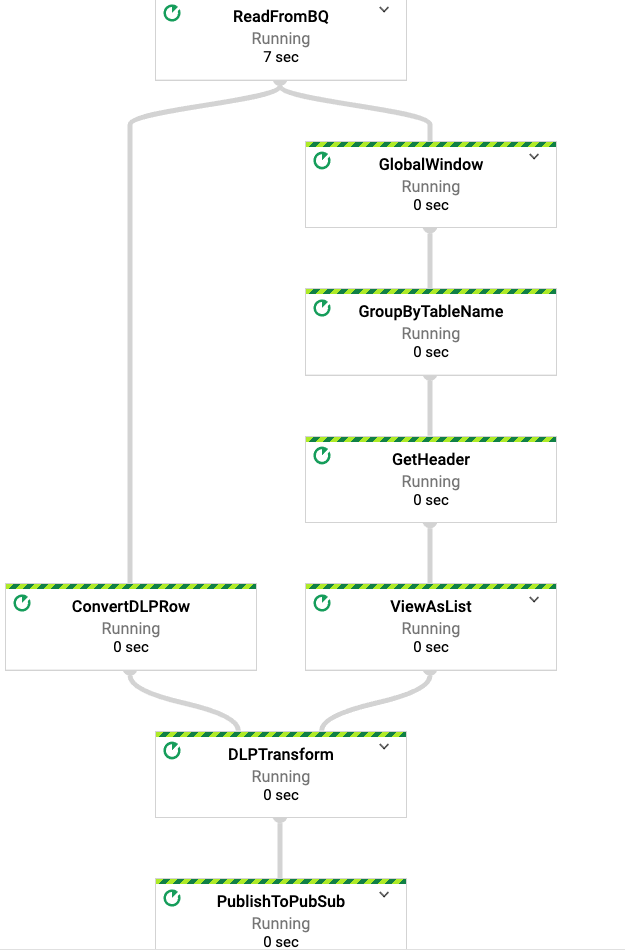 ReadFromBQ
Running
7 sec
GlobalWindow
Running
0 sec
GroupByTableName
Running
0 sec
GetHeader
Running
0 sec
ConvertDLPRow
Running
0 sec
ViewAsList
Running
0 sec
DLPTransform
Running
0 sec
PublishToPubSub
Running
0 sec